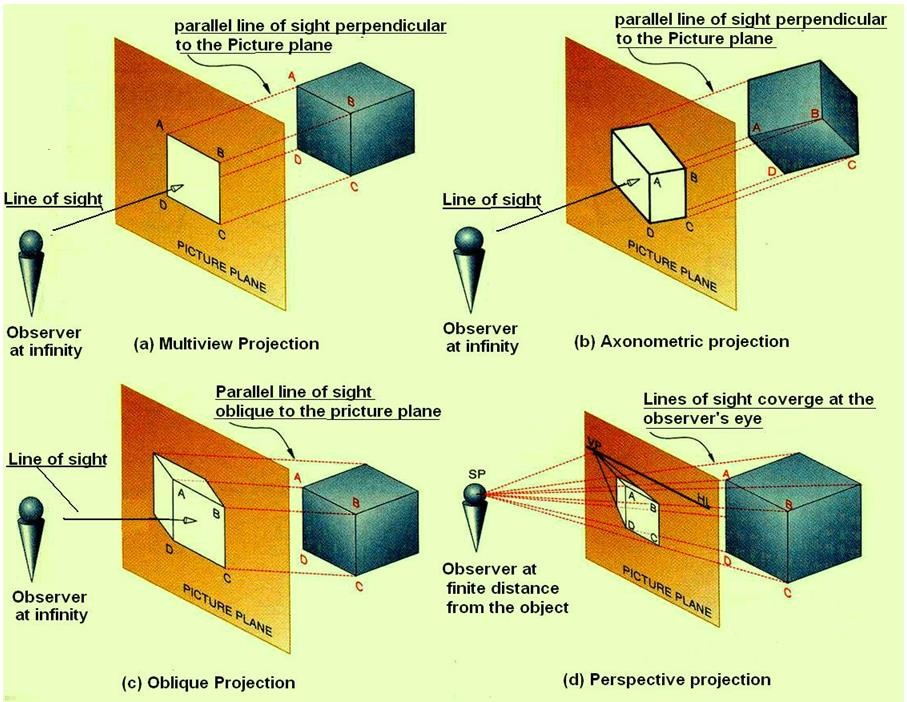 parallel line of sight perpendicular
to the Picture plane
A
B
D
C
A
B
D
C
Line of sight
PICTURE PLANE
Observer
at infinity
(a) Multiview Projection
parallel line of sight perpendicular
to the Picture plane
A
B
D
C
A
B
D
C
Line of sight
PICTURE PLANE
Observer
at infinity
(b) Axonometric projection
Parallel line of sight
oblique to the pricture plane
Line of sight
A
B
D
C
A
B
D
C
PICTURE PLANE
Observer
at infinity
(c) Oblique Projection
Lines of sight coverge at the
observer's eye
SP
VP
HL
A
B
D
C
A
B
D
C
PICTURE PLANE
Observer at
finite distance
from the object
(d) Perspective projection